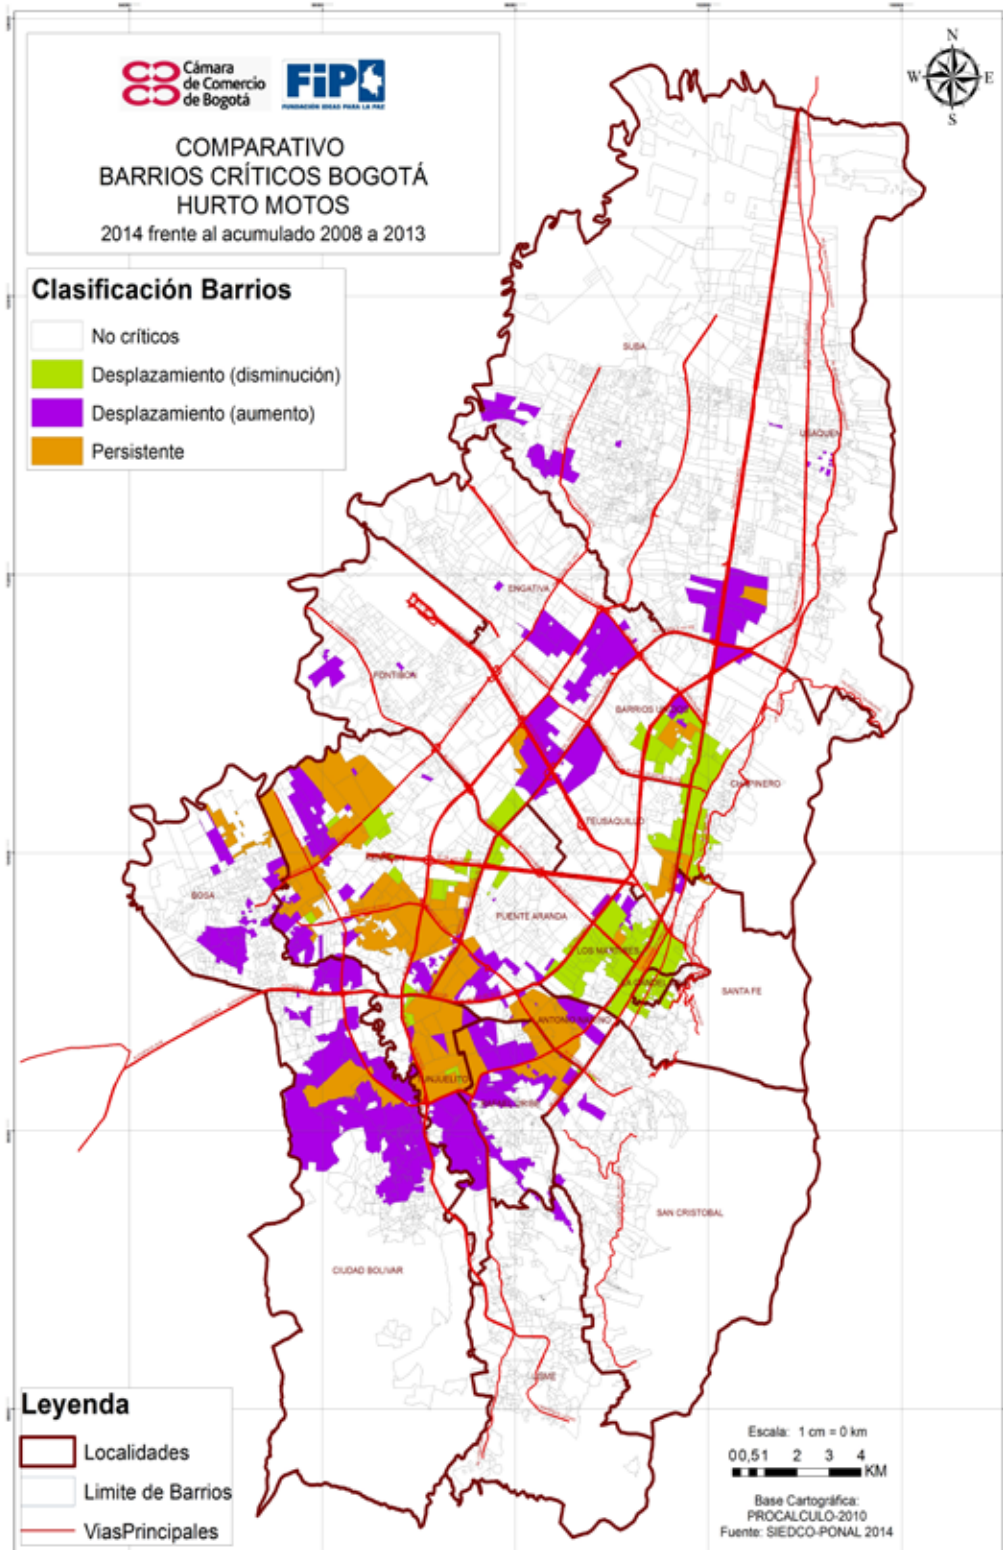 Cámara
de Comercio
de Bogotá
FiP
FUNDACIÓN IDEAS PARA LA PAZ
COMPARATIVO
BARRIOS CRÍTICOS BOGOTÁ
HURTO MOTOS
2014 frente al acumulado 2008 a 2013
N
W E
S
Clasificación Barrios
No críticos
Desplazamiento (disminución)
Desplazamiento (aumento)
Persistente
SUBA
USAQUEN
ENGATIVA
FONTIBON
BARRIOS UNIDOS
CHAPINERO
TEUSAQUILLO
BOSA
PUENTE ARANDA
LOS MARTIRES
SANTA FE
ANTONIO NARIÑO
TUNJUELITO
SAN CRISTOBAL
CIUDAD BOLIVAR
USME
Leyenda
Localidades
Limite de Barrios
ViasPrincipales
Escala: 1 cm = 0 km
0 0,5 1 2 3 4
KM
Base Cartográfica:
PROCALCULO-2010
Fuente: SIEDCO-PONAL 2014